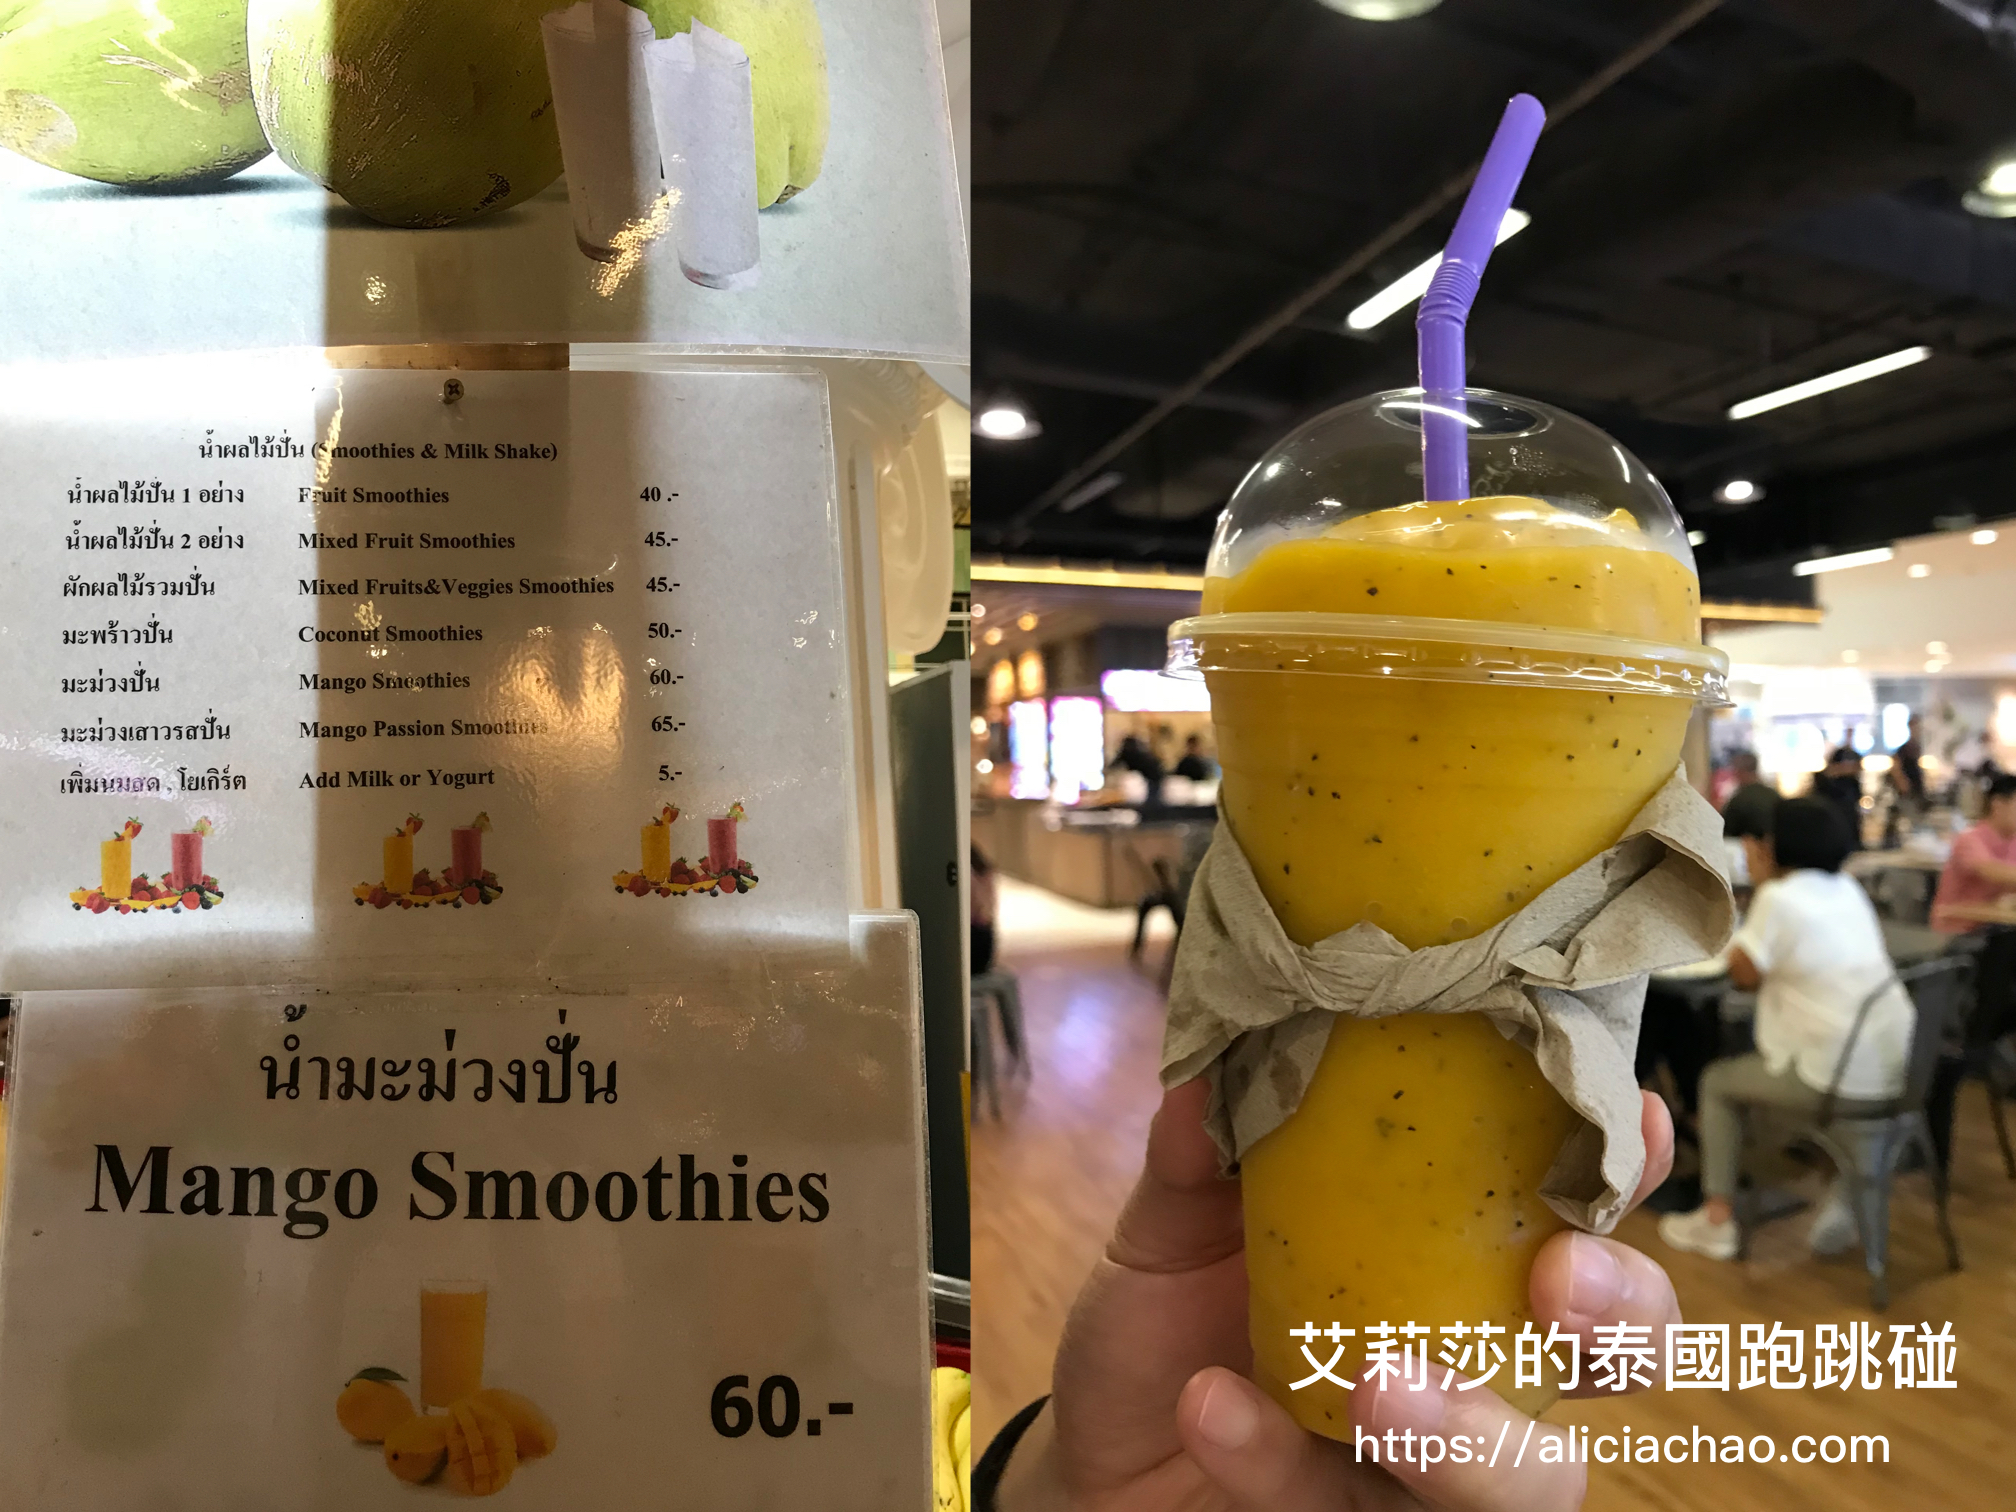 น้ำผลไม้ปั่น (Smoothies & Milk Shake)
น้ำผลไม้ปั่น 1 อย่าง Fruit Smoothies 40 .-
น้ำผลไม้ปั่น 2 อย่าง Mixed Fruit Smoothies 45.-
ผักผลไม้รวมปั่น Mixed Fruits&Veggies Smoothies 45.-
มะพร้าวปั่น Coconut Smoothies 50.-
มะม่วงปั่น Mango Smoothies 60.-
มะม่วงเสาวรสปั่น Mango Passion Smoothies 65.-
เพิ่มนมสด , โยเกิร์ต Add Milk or Yogurt 5.-
น้ำมะม่วงปั่น
Mango Smoothies
60.-
艾莉莎的泰國跑跳碰
https://aliciachao.com